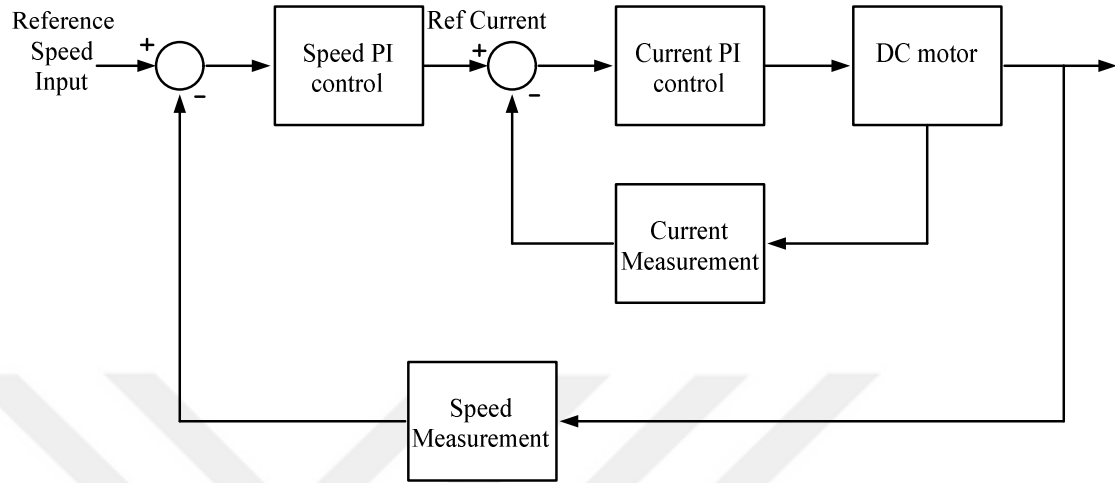 Reference
Speed
Input
+
−
Speed PI
control
Ref Current
+
−
Current PI
control
DC motor
Current
Measurement
Speed
Measurement